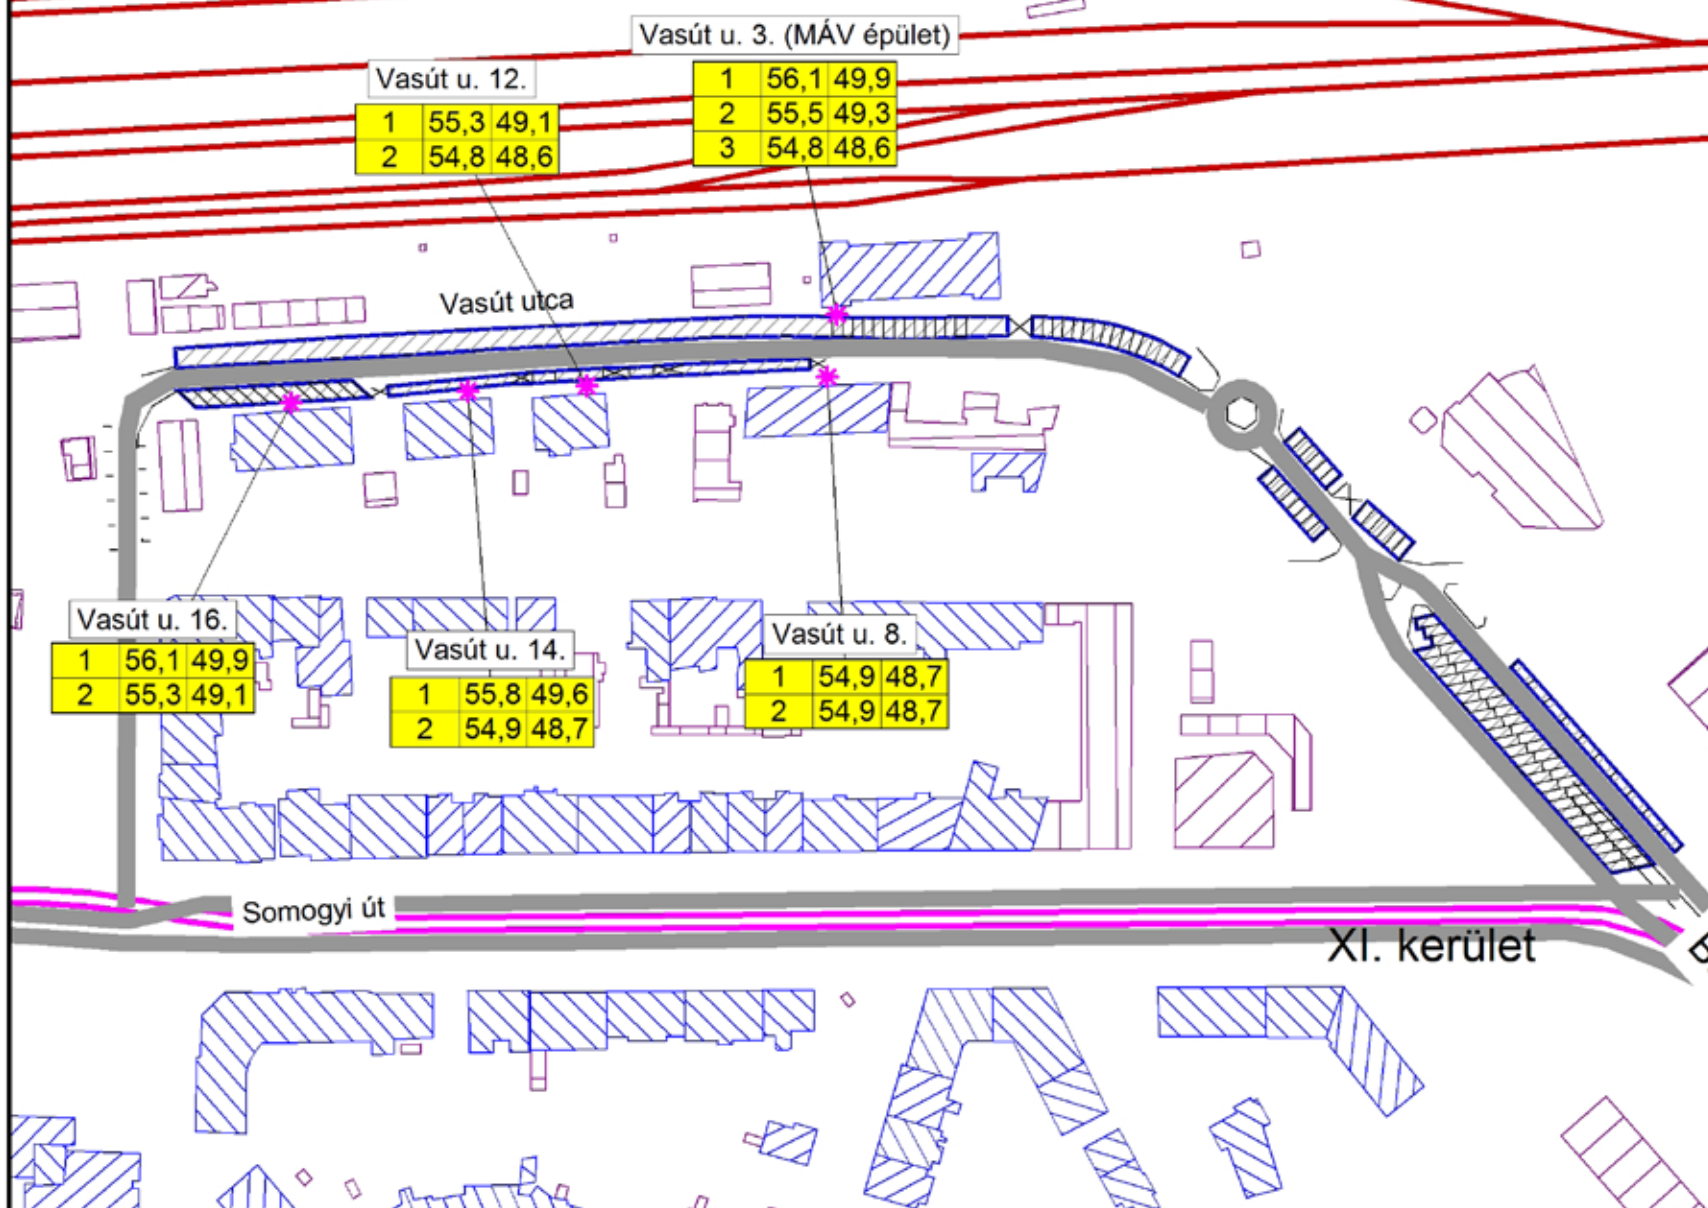 Vasút u. 3. (MÁV épület)
1 56,1 49,9
2 55,5 49,3
3 54,8 48,6
Vasút u. 12.
1 55,3 49,1
2 54,8 48,6
Vasút utca
Vasút u. 16.
1 56,1 49,9
2 55,3 49,1
Vasút u. 14.
1 55,8 49,6
2 54,9 48,7
Vasút u. 8.
1 54,9 48,7
2 54,9 48,7
Somogyi út
XI. kerület